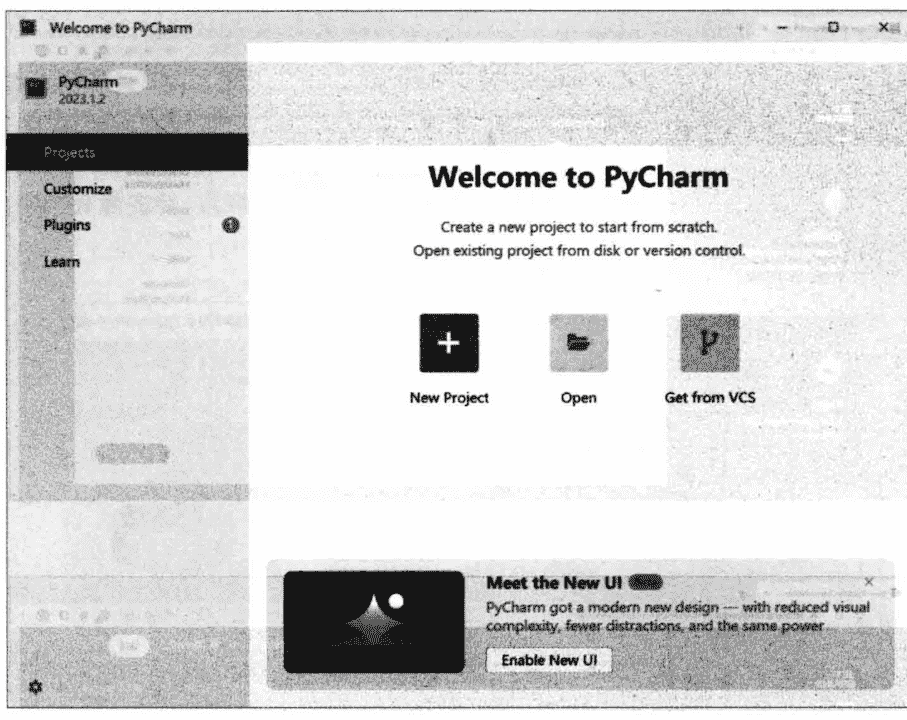 Welcome to PyCharm
PyCharm
2023.1.2
Projects
Customize
Plugins
1
Learn
Welcome to PyCharm
Create a new project to start from scratch.
Open existing project from disk or version control.
New Project
Open
Get from VCS
Meet the New UI
PyCharm got a modern new design — with reduced visual
complexity, fewer distractions, and the same power
Enable New UI